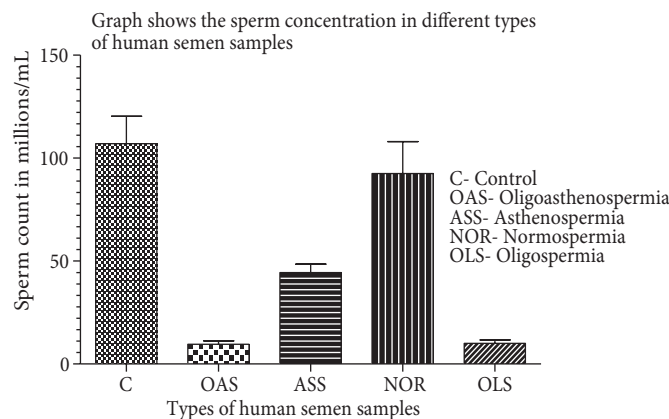 Graph shows the sperm concentration in different types
of human semen samples
150
100
50
0
Sperm count in millions/mL
C OAS ASS NOR OLS
Types of human semen samples
C- Control
OAS- Oligoasthenospermia
ASS- Asthenospermia
NOR- Normospermia
OLS- Oligospermia